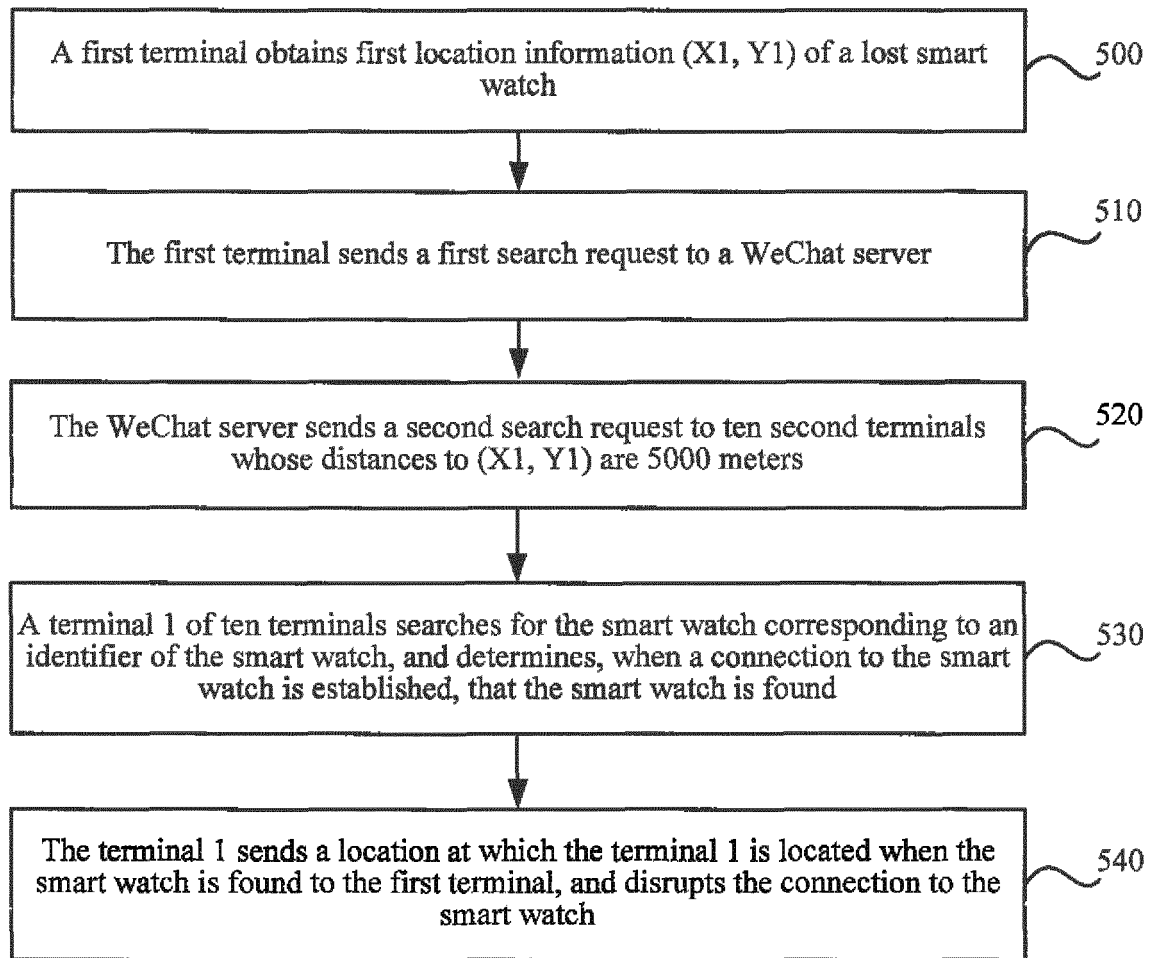 A first terminal obtains first location information (X1, Y1) of a lost smart
watch
500
The first terminal sends a first search request to a WeChat server
510
The WeChat server sends a second search request to ten second terminals
whose distances to (X1, Y1) are 5000 meters
520
A terminal 1 of ten terminals searches for the smart watch corresponding to an
identifier of the smart watch, and determines, when a connection to the smart
watch is established, that the smart watch is found
530
The terminal 1 sends a location at which the terminal 1 is located when the
smart watch is found to the first terminal, and disrupts the connection to the
smart watch
540